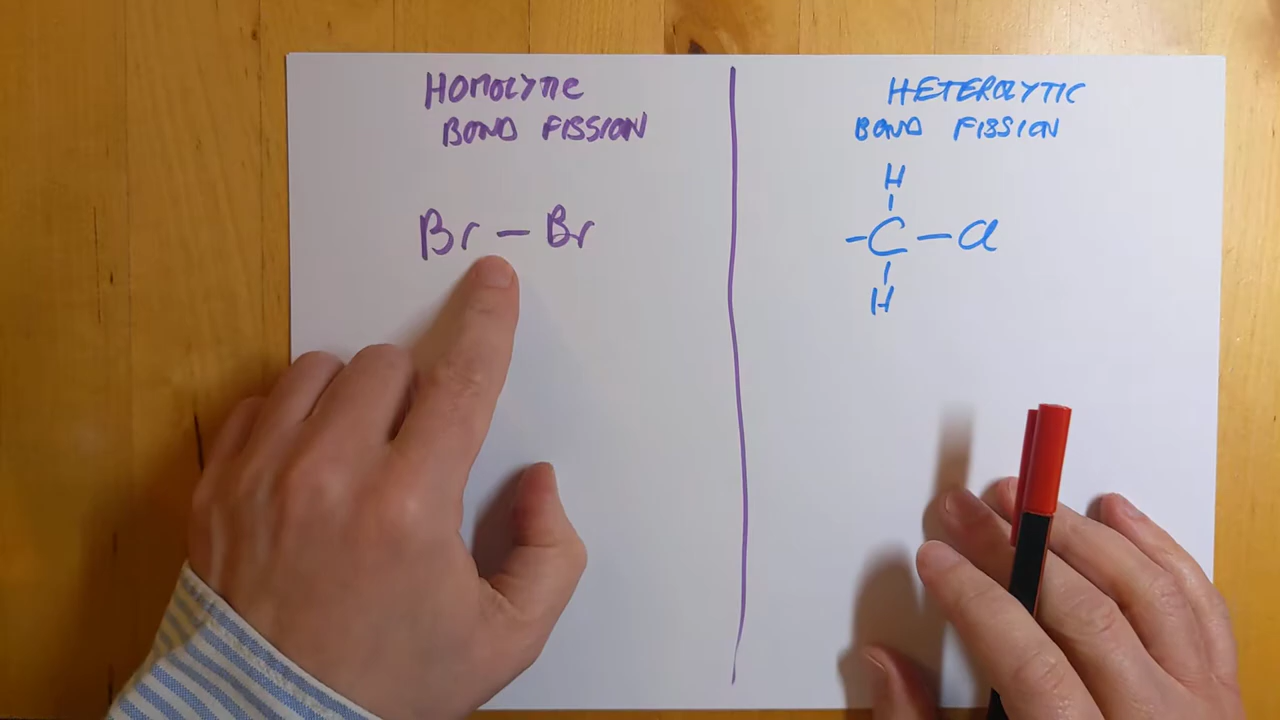 HOMOLYTIC
BOND FISSION
Br - Br
HETEROLYTIC
BOND FISSION
H
-C-Cl
H